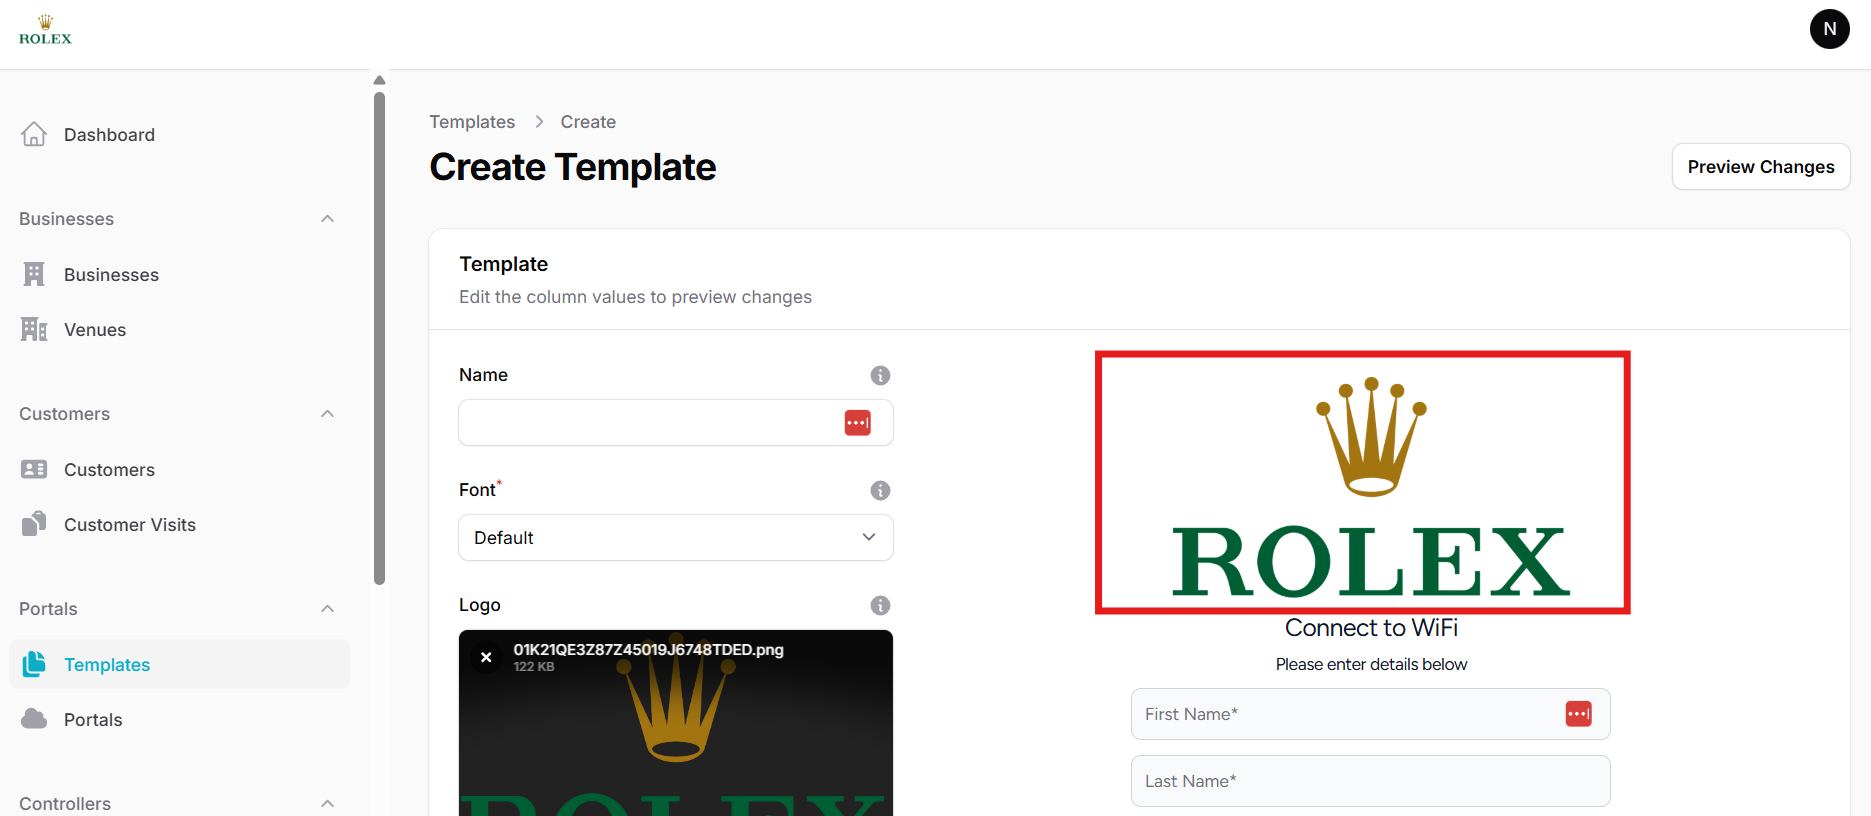 ROLEX
N
Dashboard
Businesses
Businesses
Venues
Customers
Customers
Customer Visits
Portals
Templates
Portals
Controllers
Templates > Create
Create Template
Preview Changes
Template
Edit the column values to preview changes
Name
Font*
Default
Logo
01K21QE3Z87Z45019J6748TDED.png
122 KB
ROLEX
ROLEX
Connect to WiFi
Please enter details below
First Name*
Last Name*